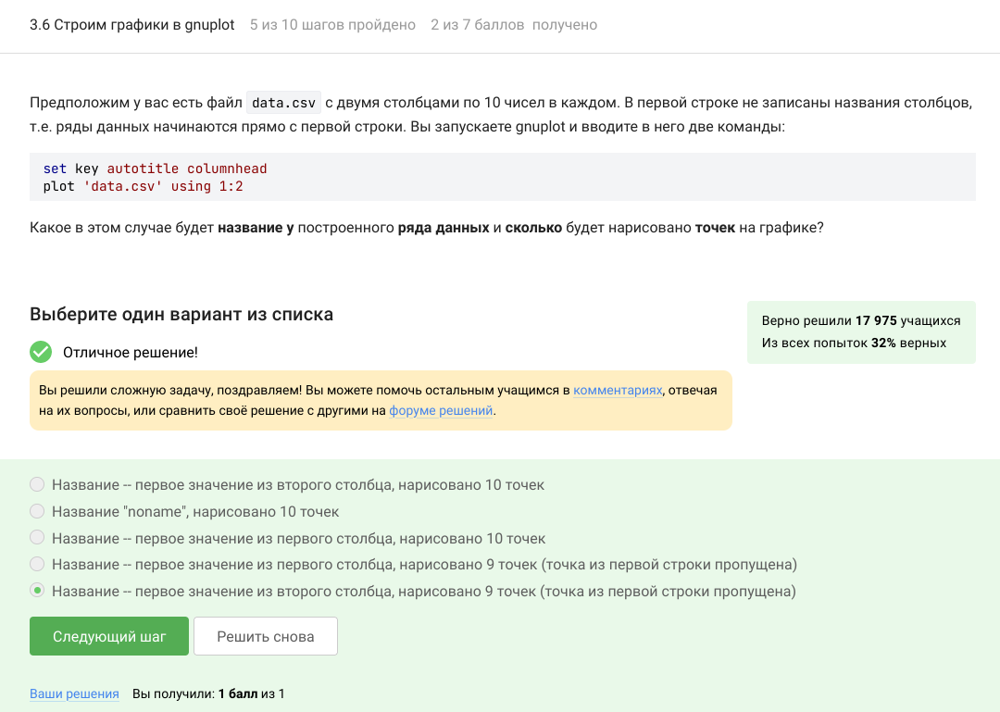 3.6 Строим графики в gnuplot 5 из 10 шагов пройдено 2 из 7 баллов получено
Предположим у вас есть файл data.csv с двумя столбцами по 10 чисел в каждом. В первой строке не записаны названия столбцов,
т.е. ряды данных начинаются прямо с первой строки. Вы запускаете gnuplot и вводите в него две команды:
set key autotitle columnhead
plot 'data.csv' using 1:2
Какое в этом случае будет название у построенного ряда данных и сколько будет нарисовано точек на графике?
Выберите один вариант из списка
Верно решили 17 975 учащихся
Из всех попыток 32% верных
Отличное решение!
Вы решили сложную задачу, поздравляем! Вы можете помочь остальным учащимся в комментариях, отвечая
на их вопросы, или сравнить своё решение с другими на форуме решений.
Название -- первое значение из второго столбца, нарисовано 10 точек
Название "noname", нарисовано 10 точек
Название -- первое значение из первого столбца, нарисовано 10 точек
Название -- первое значение из первого столбца, нарисовано 9 точек (точка из первой строки пропущена)
Название -- первое значение из второго столбца, нарисовано 9 точек (точка из первой строки пропущена)
Следующий шаг Решить снова
Ваши решения Вы получили: 1 балл из 1